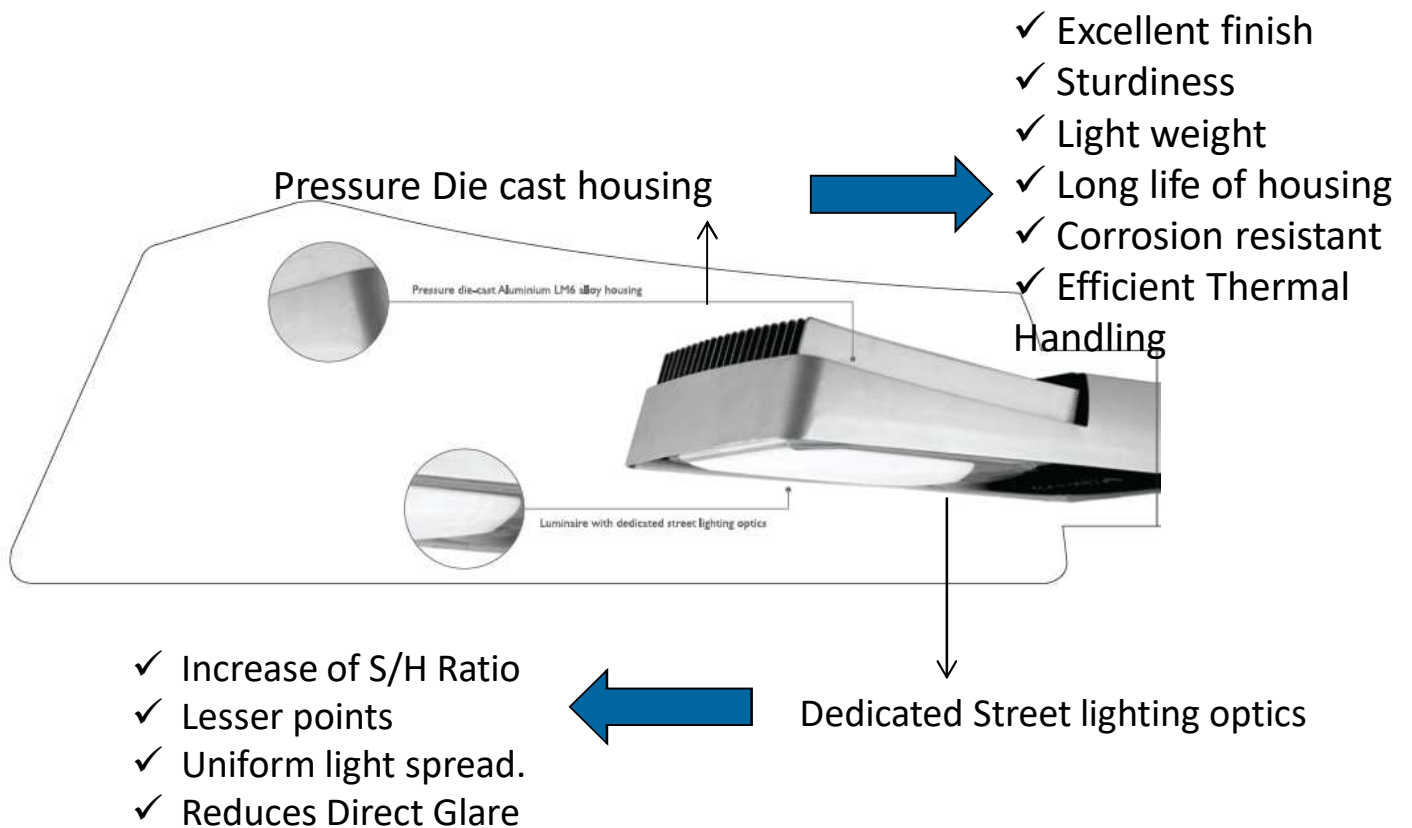 ✓ Excellent finish
✓ Sturdiness
✓ Light weight
✓ Long life of housing
✓ Corrosion resistant
✓ Efficient Thermal
Handling
Pressure Die cast housing
Pressure die-cast Aluminium LM6 alloy housing
Luminaire with dedicated street lighting optics
Dedicated Street lighting optics
✓ Increase of S/H Ratio
✓ Lesser points
✓ Uniform light spread.
✓ Reduces Direct Glare